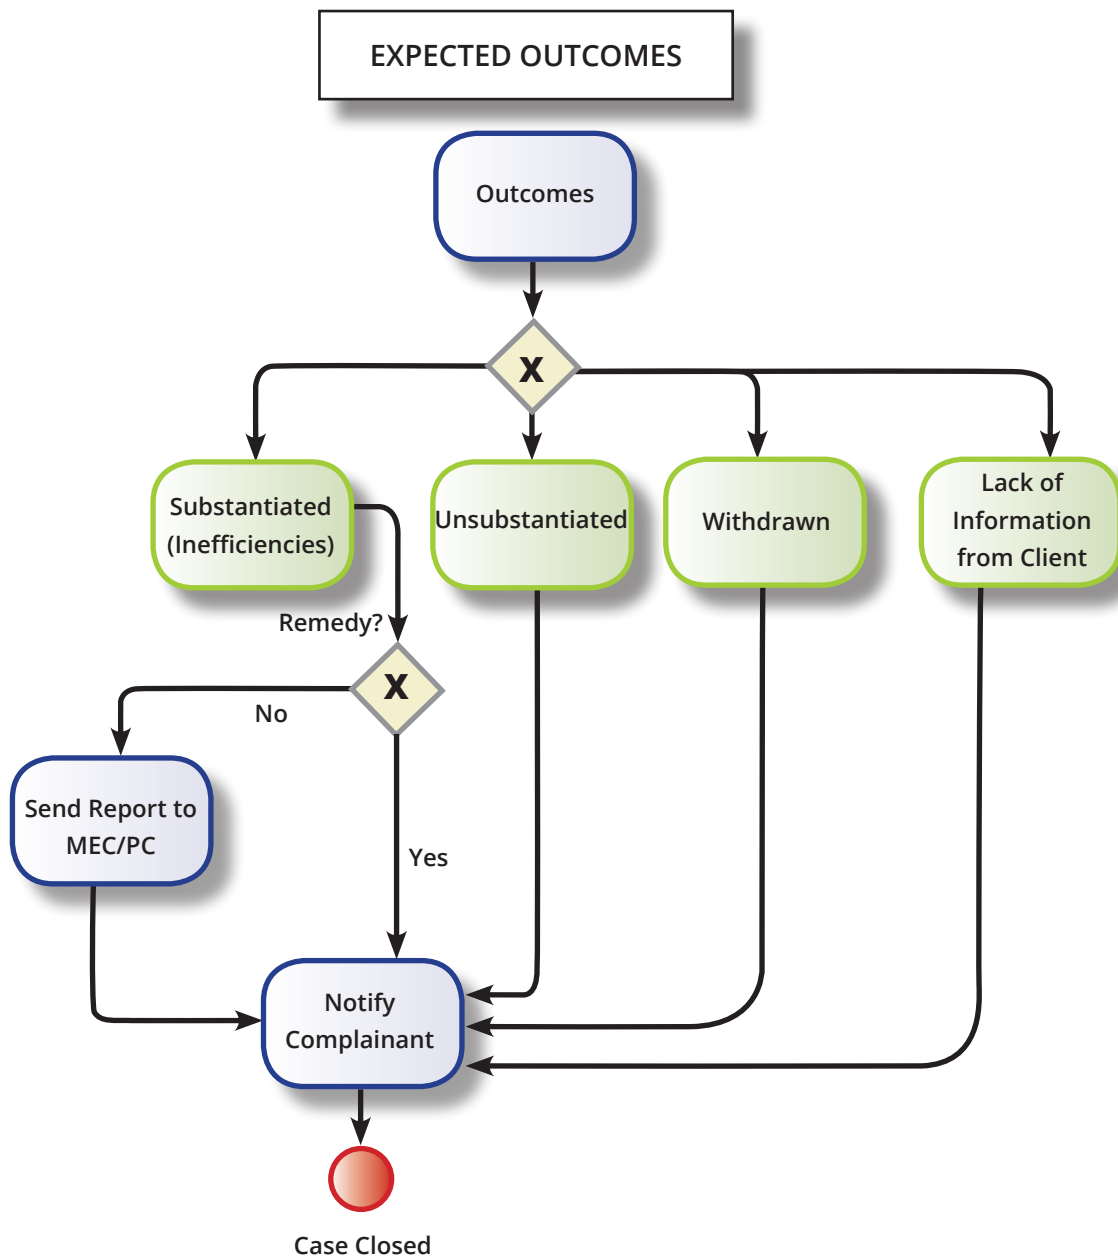 EXPECTED OUTCOMES
Outcomes
X
Substantiated
(Inefficiencies)
Unsubstantiated
Withdrawn
Lack of
Information
from Client
Remedy?
X
No
Send Report to
MEC/PC
Yes
Notify
Complainant
Case Closed